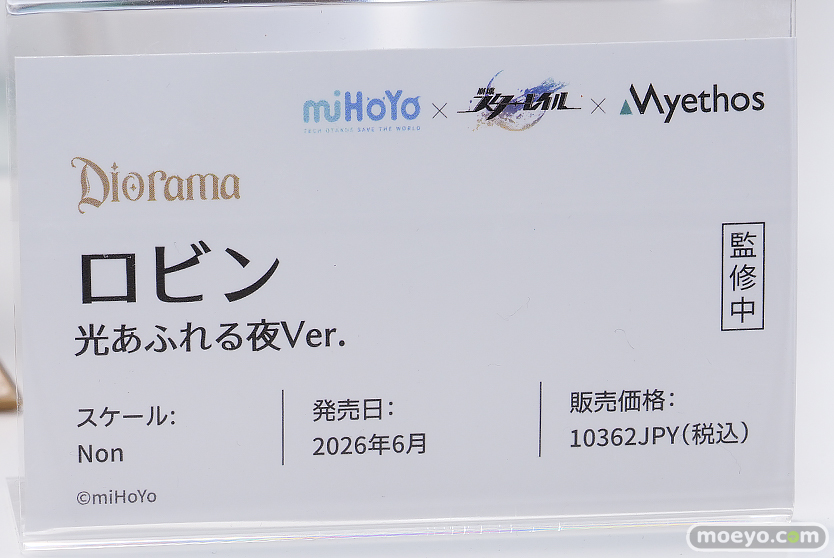 miHoYo × 崩壊 スターレイル × Myethos
TECH OTAKUS SAVE THE WORLD
Diorama
ロビン
光あふれる夜Ver.
監修中
スケール:
Non
発売日:
2026年6月
販売価格:
10362JPY(税込)
©miHoYo
moeyo.com